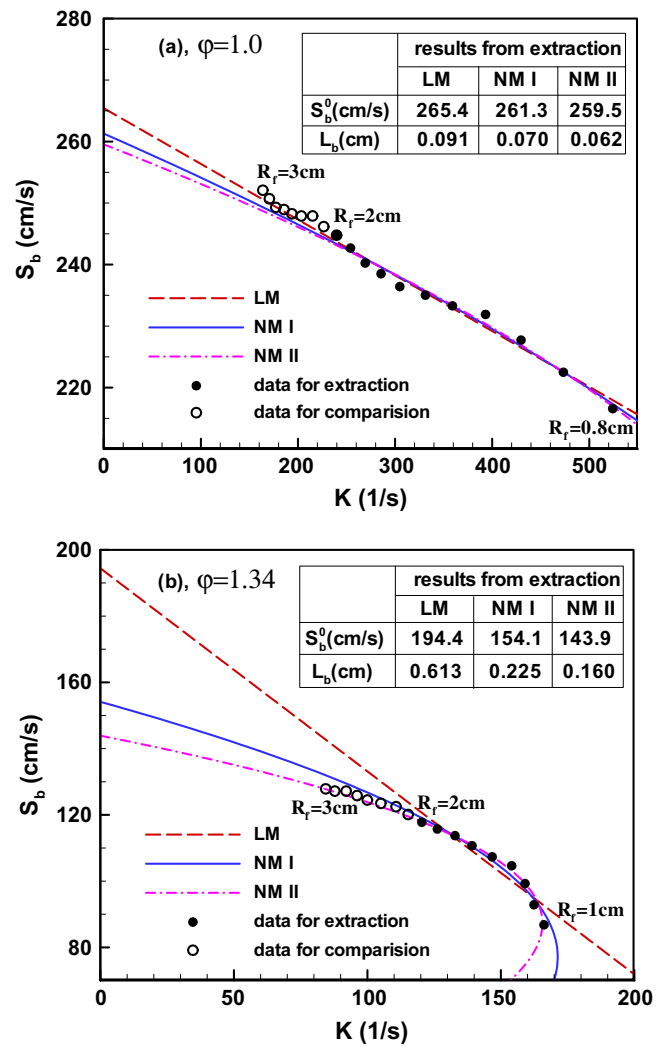 (a), φ=1.0
results from extraction
LM NM I NM II
S_b^0(cm/s) 265.4 261.3 259.5
L_b(cm) 0.091 0.070 0.062
280
260
240
220
S_b (cm/s)
R_f=3cm
R_f=2cm
R_f=0.8cm
LM
NM I
NM II
data for extraction
data for comparision
0 100 200 300 400 500
K (1/s)
(b), φ=1.34
results from extraction
LM NM I NM II
S_b^0(cm/s) 194.4 154.1 143.9
L_b(cm) 0.613 0.225 0.160
200
160
120
80
S_b (cm/s)
R_f=3cm
R_f=2cm
R_f=1cm
LM
NM I
NM II
data for extraction
data for comparision
0 50 100 150 200
K (1/s)